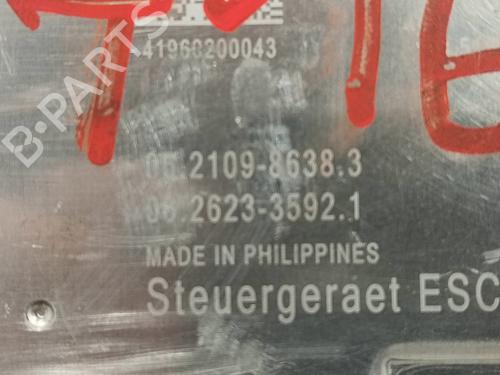 41960200043
06.2109-8638.3
06.2623-3592.1
MADE IN PHILIPPINES
Steuergeraet ESC
B-PARTS